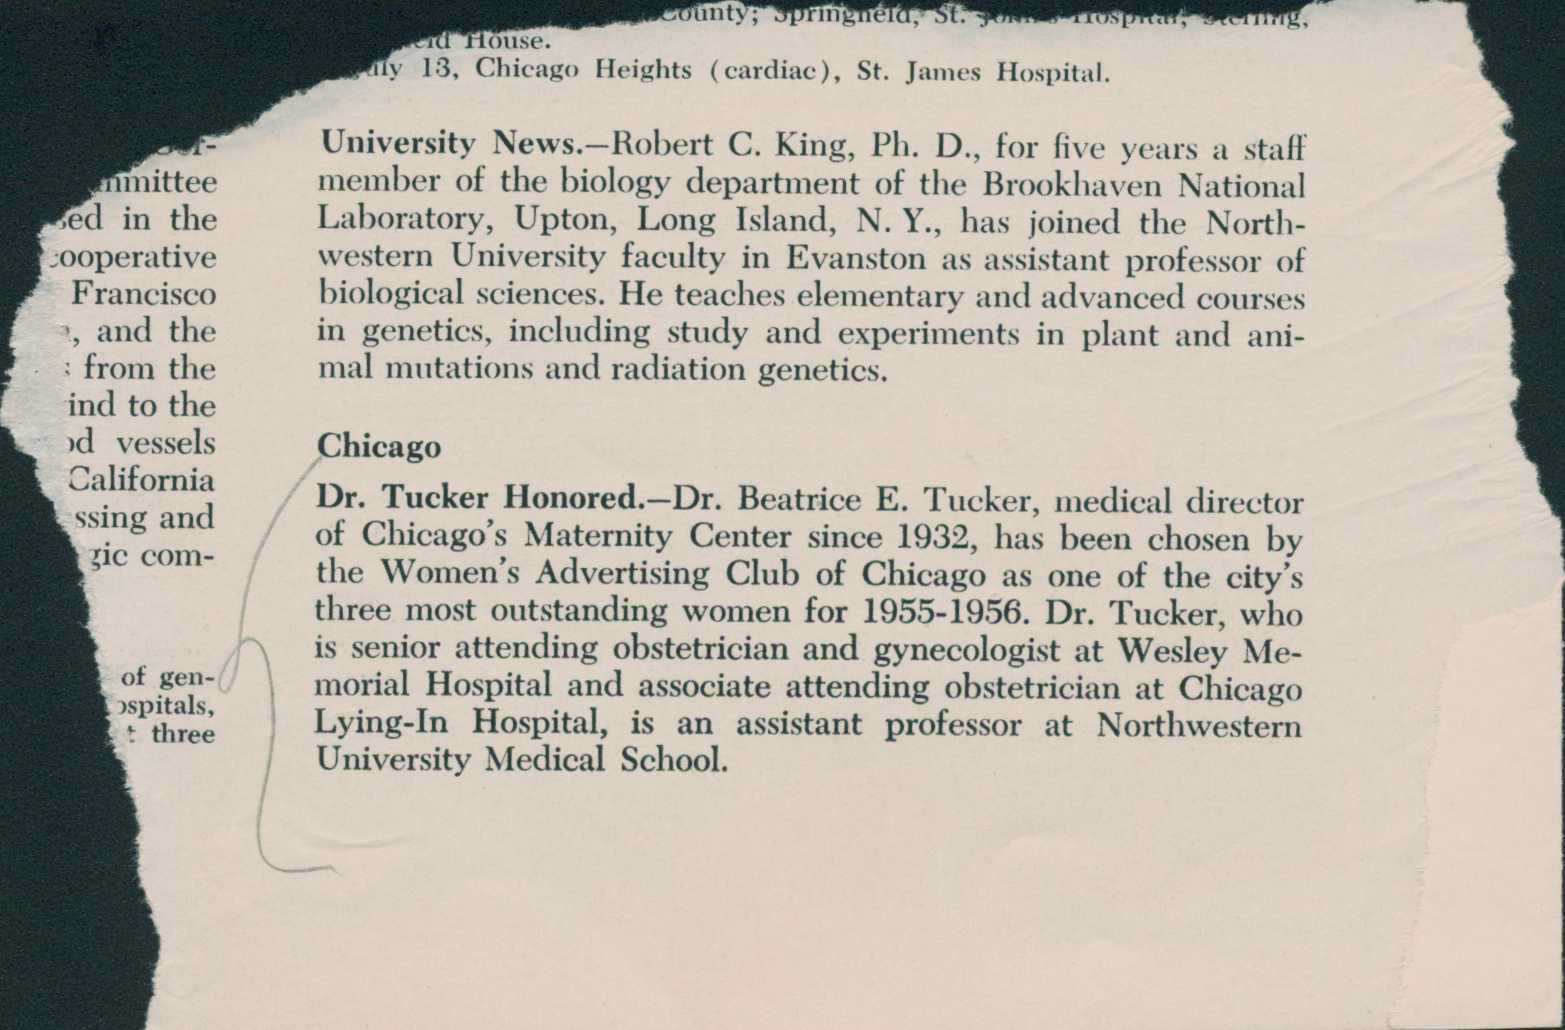 County; Springfield, St. John's Hospital; Sterling,
House.
July 13, Chicago Heights (cardiac), St. James Hospital.
mmittee
sed in the
cooperative
Francisco
, and the
from the
ind to the
od vessels
California
ssing and
gic com-
of gen-
ospitals,
t three
University News.—Robert C. King, Ph. D., for five years a staff
member of the biology department of the Brookhaven National
Laboratory, Upton, Long Island, N. Y., has joined the North-
western University faculty in Evanston as assistant professor of
biological sciences. He teaches elementary and advanced courses
in genetics, including study and experiments in plant and ani-
mal mutations and radiation genetics.
Chicago
Dr. Tucker Honored.—Dr. Beatrice E. Tucker, medical director
of Chicago's Maternity Center since 1932, has been chosen by
the Women's Advertising Club of Chicago as one of the city's
three most outstanding women for 1955-1956. Dr. Tucker, who
is senior attending obstetrician and gynecologist at Wesley Me-
morial Hospital and associate attending obstetrician at Chicago
Lying-In Hospital, is an assistant professor at Northwestern
University Medical School.